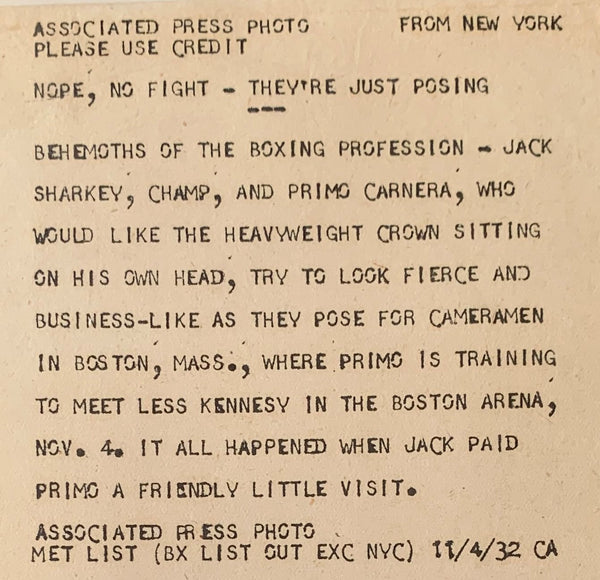 ASSOCIATED PRESS PHOTO FROM NEW YORK
PLEASE USE CREDIT
NOPE, NO FIGHT - THEY'RE JUST POSING
---
BEHEMOTHS OF THE BOXING PROFESSION - JACK
SHARKEY, CHAMP, AND PRIMO CARNERA, WHO
WOULD LIKE THE HEAVYWEIGHT CROWN SITTING
ON HIS OWN HEAD, TRY TO LOOK FIERCE AND
BUSINESS-LIKE AS THEY POSE FOR CAMERAMEN
IN BOSTON, MASS., WHERE PRIMO IS TRAINING
TO MEET LESS KENNESY IN THE BOSTON ARENA,
NOV. 4. IT ALL HAPPENED WHEN JACK PAID
PRIMO A FRIENDLY LITTLE VISIT.
ASSOCIATED PRESS PHOTO
MET LIST (BX LIST OUT EXC NYC) 11/4/32 CA